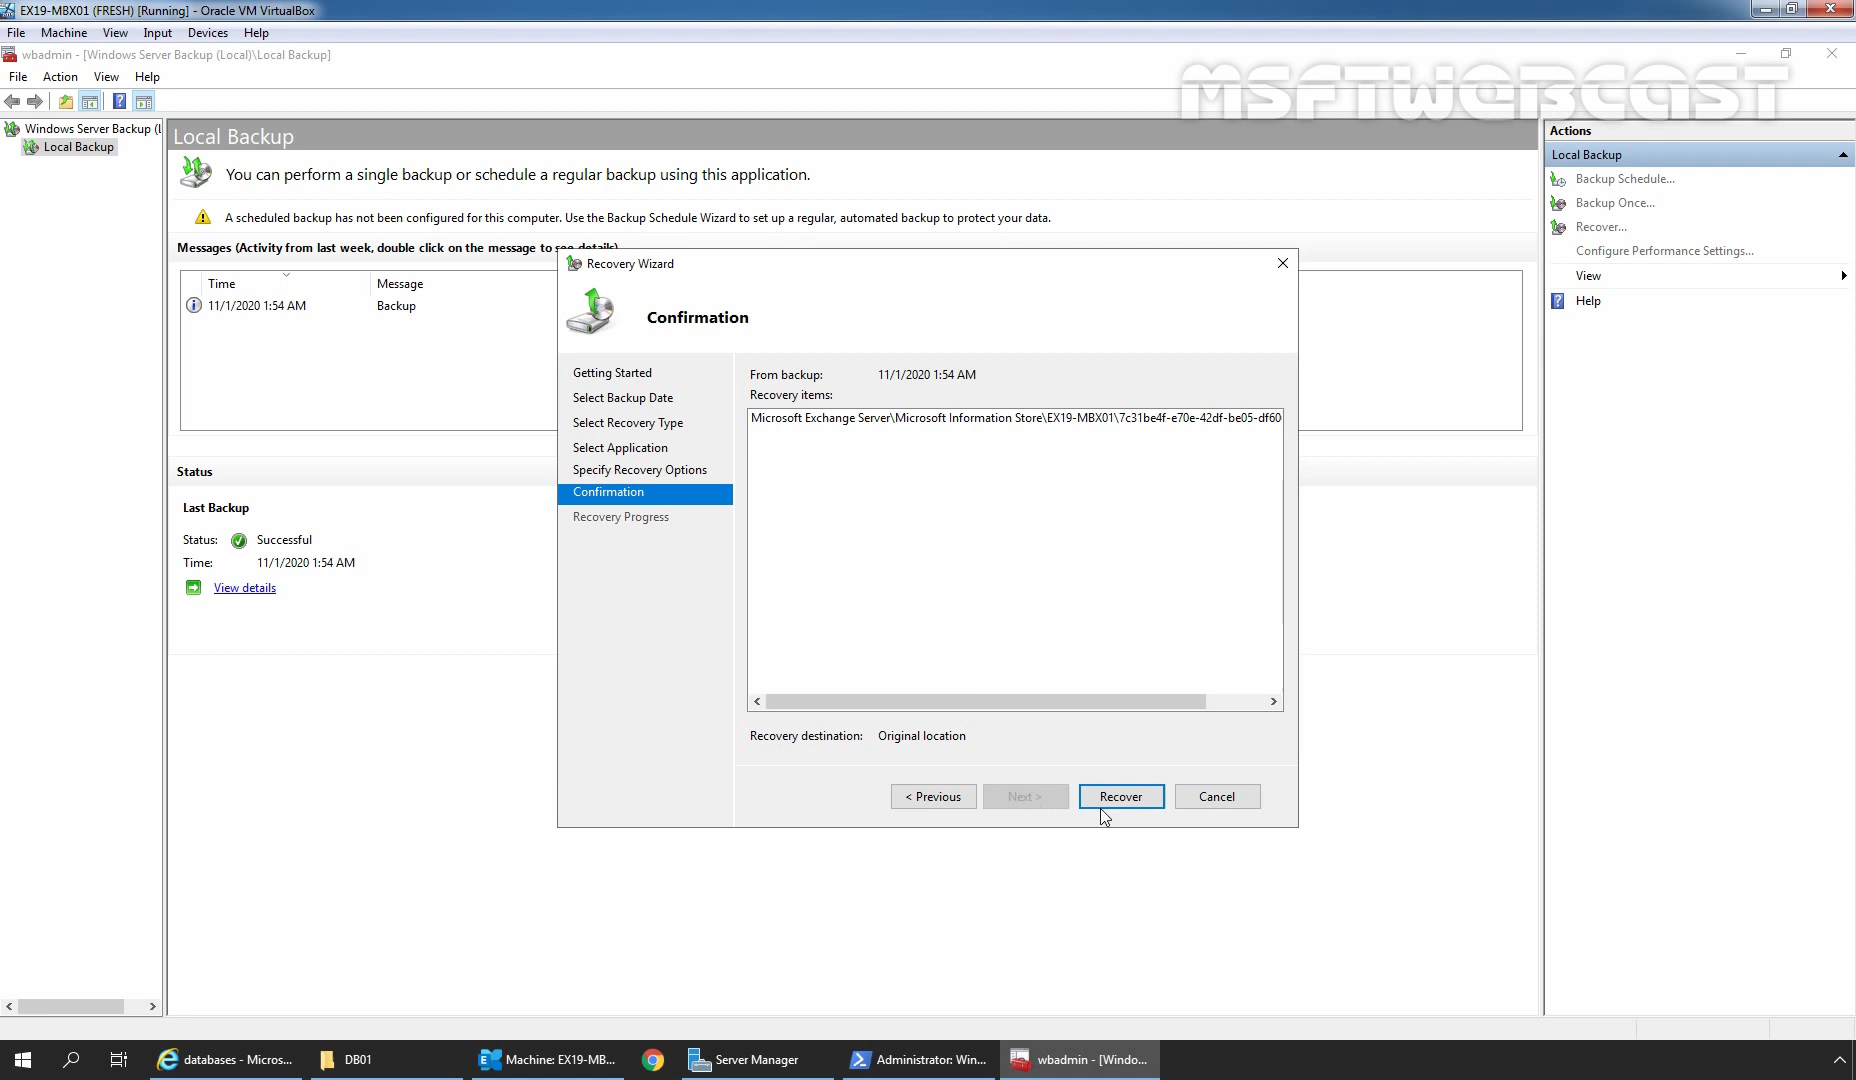 EX19-MBX01 (FRESH) [Running] - Oracle VM VirtualBox
File Machine View Input Devices Help
wbadmin - [Windows Server Backup (Local)\Local Backup]
File Action View Help
MSFTWEBCAST
Windows Server Backup (L
Local Backup
Local Backup
You can perform a single backup or schedule a regular backup using this application.
A scheduled backup has not been configured for this computer. Use the Backup Schedule Wizard to set up a regular, automated backup to protect your data.
Messages (Activity from last week, double click on the message to see details)
Time Message
11/1/2020 1:54 AM Backup
Status
Last Backup
Status: Successful
Time: 11/1/2020 1:54 AM
View details
Recovery Wizard
Confirmation
Getting Started
Select Backup Date
Select Recovery Type
Select Application
Specify Recovery Options
Confirmation
Recovery Progress
From backup: 11/1/2020 1:54 AM
Recovery items:
Microsoft Exchange Server\Microsoft Information Store\EX19-MBX01\7c31be4f-e70e-42df-be05-df60
Recovery destination: Original location
< Previous Next > Recover Cancel
Actions
Local Backup
Backup Schedule...
Backup Once...
Recover...
Configure Performance Settings...
View
Help
databases - Micros... DB01 Machine: EX19-MB... Server Manager Administrator: Win... wbadmin - [Windo...